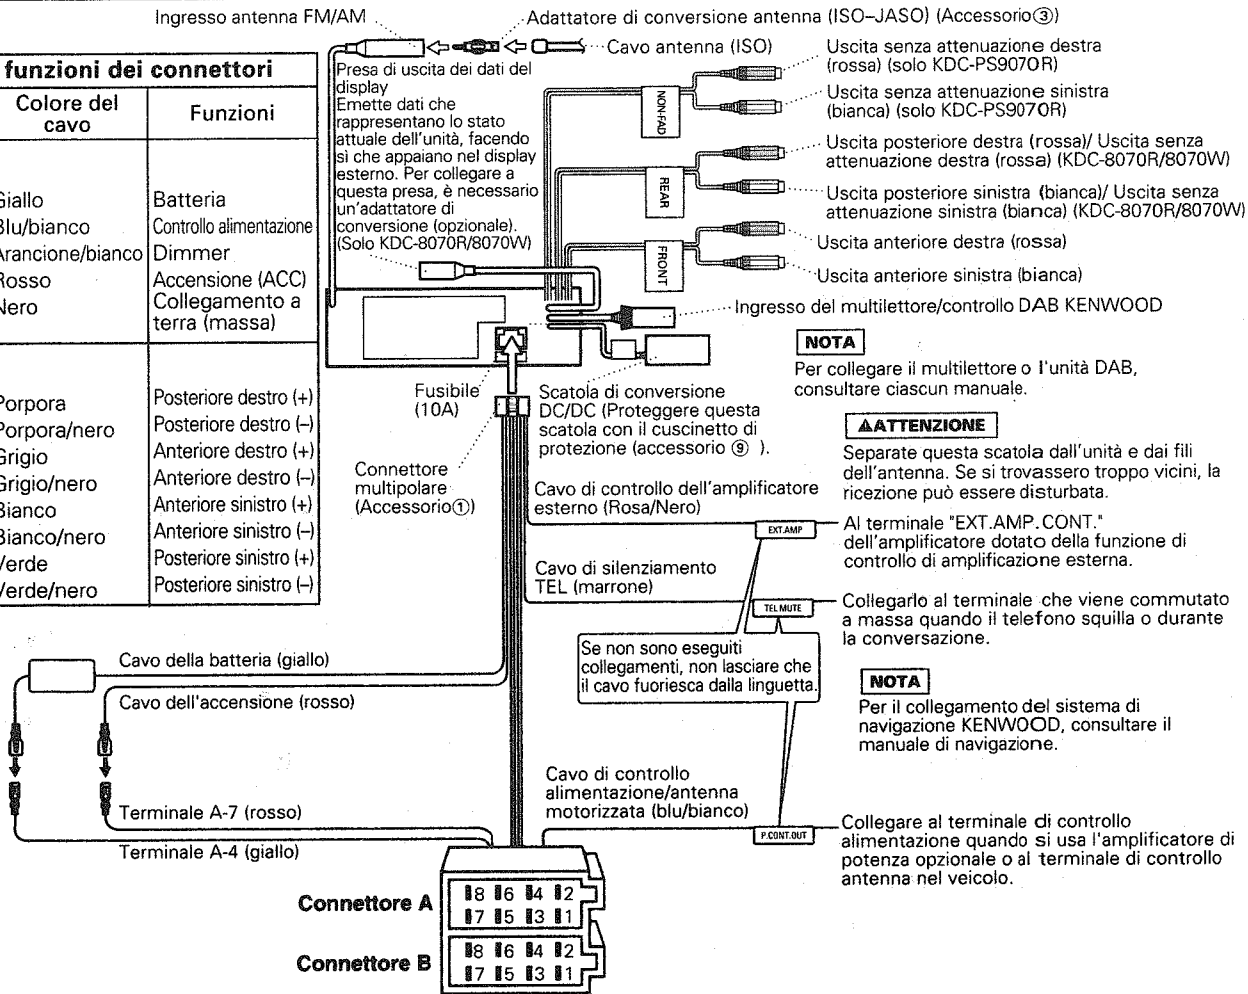 Ingresso antenna FM/AM
Adattatore di conversione antenna (ISO–JASO) (Accessorio③)
Cavo antenna (ISO)
funzioni dei connettori
Colore del
cavo
Funzioni
Giallo Batteria
Blu/bianco Controllo alimentazione
Arancione/bianco Dimmer
Rosso Accensione (ACC)
Nero Collegamento a
terra (massa)
Porpora Posteriore destro (+)
Porpora/nero Posteriore destro (–)
Grigio Anteriore destro (+)
Grigio/nero Anteriore destro (–)
Bianco Anteriore sinistro (+)
Bianco/nero Anteriore sinistro (–)
Verde Posteriore sinistro (+)
Verde/nero Posteriore sinistro (–)
Presa di uscita dei dati del
display
Emette dati che
rappresentano lo stato
attuale dell'unità, facendo
sì che appaiano nel display
esterno. Per collegare a
questa presa, è necessario
un'adattatore di
conversione (opzionale).
(Solo KDC-8070R/8070W)
NON-FAD
REAR
FRONT
Uscita senza attenuazione destra
(rossa) (solo KDC-PS9070R)
Uscita senza attenuazione sinistra
(bianca) (solo KDC-PS9070R)
Uscita posteriore destra (rossa)/ Uscita senza
attenuazione destra (rossa) (KDC-8070R/8070W)
Uscita posteriore sinistra (bianca)/ Uscita senza
attenuazione sinistra (bianca) (KDC-8070R/8070W)
Uscita anteriore destra (rossa)
Uscita anteriore sinistra (bianca)
Ingresso del multilettore/controllo DAB KENWOOD
NOTA
Per collegare il multilettore o l'unità DAB,
consultare ciascun manuale.
Fusibile
(10A)
Scatola di conversione
DC/DC (Proteggere questa
scatola con il cuscinetto di
protezione (accessorio ⑨ ).
⚠ATTENZIONE
Separate questa scatola dall'unità e dai fili
dell'antenna. Se si trovassero troppo vicini, la
ricezione può essere disturbata.
Connettore
multipolare
(Accessorio①)
Cavo di controllo dell'amplificatore
esterno (Rosa/Nero)
EXT.AMP
Al terminale "EXT.AMP.CONT."
dell'amplificatore dotato della funzione di
controllo di amplificazione esterna.
Cavo di silenziamento
TEL (marrone)
TEL MUTE
Collegarlo al terminale che viene commutato
a massa quando il telefono squilla o durante
la conversazione.
Se non sono eseguiti
collegamenti, non lasciare che
il cavo fuoriesca dalla linguetta.
NOTA
Per il collegamento del sistema di
navigazione KENWOOD, consultare il
manuale di navigazione.
Cavo della batteria (giallo)
Cavo dell'accensione (rosso)
Cavo di controllo
alimentazione/antenna
motorizzata (blu/bianco)
P.CONT.OUT
Collegare al terminale di controllo
alimentazione quando si usa l'amplificatore di
potenza opzionale o al terminale di controllo
antenna nel veicolo.
Terminale A-7 (rosso)
Terminale A-4 (giallo)
Connettore A
8 6 4 2
7 5 3 1
Connettore B
8 6 4 2
7 5 3 1